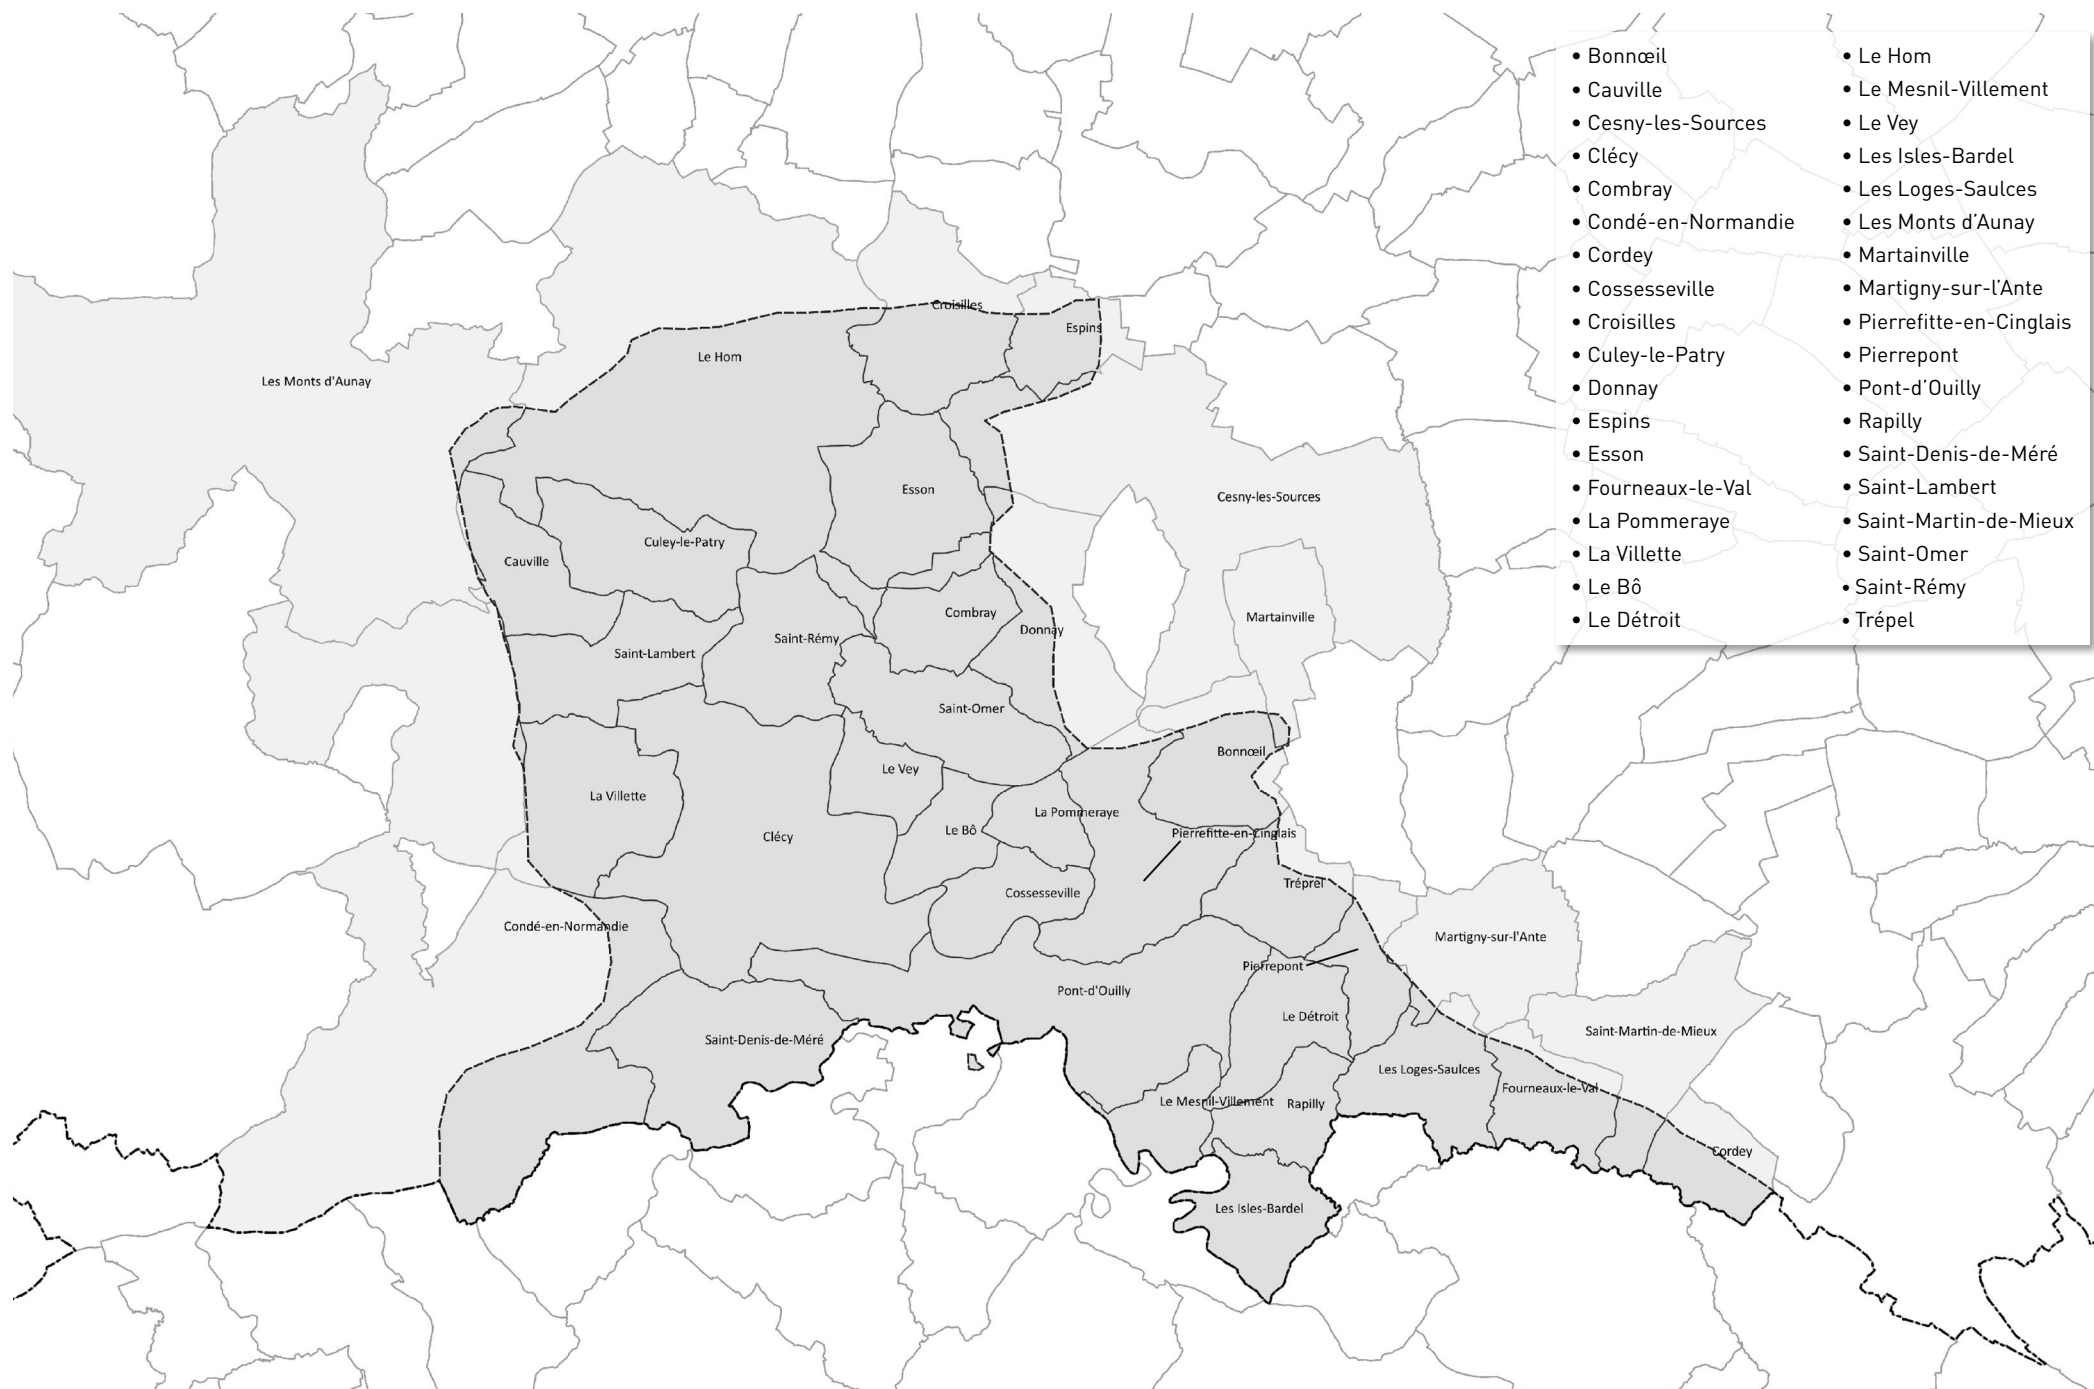 • Bonnœil
• Cauville
• Cesny-les-Sources
• Clécy
• Combray
• Condé-en-Normandie
• Cordey
• Cossesseville
• Croisilles
• Culey-le-Patry
• Donnay
• Espins
• Esson
• Fourneaux-le-Val
• La Pommeraye
• La Villette
• Le Bô
• Le Détroit
• Le Hom
• Le Mesnil-Villement
• Le Vey
• Les Isles-Bardel
• Les Loges-Saulces
• Les Monts d’Aunay
• Martainville
• Martigny-sur-l’Ante
• Pierrefitte-en-Cinglais
• Pierrepont
• Pont-d’Ouilly
• Rapilly
• Saint-Denis-de-Méré
• Saint-Lambert
• Saint-Martin-de-Mieux
• Saint-Omer
• Saint-Rémy
• Trépel
Croisilles
Espins
Le Hom
Les Monts d'Aunay
Esson
Cesny-les-Sources
Culey-le-Patry
Cauville
Combray
Martainville
Donnay
Saint-Rémy
Saint-Lambert
Saint-Omer
Bonnœil
Le Vey
La Villette
La Pommeraye
Le Bô
Pierrefitte-en-Cinglais
Clécy
Tréprel
Cossesseville
Condé-en-Normandie
Martigny-sur-l'Ante
Pierrepont
Pont-d'Ouilly
Le Détroit
Saint-Martin-de-Mieux
Saint-Denis-de-Méré
Les Loges-Saulces
Fourneaux-le-Val
Le Mesnil-Villement
Rapilly
Cordey
Les Isles-Bardel